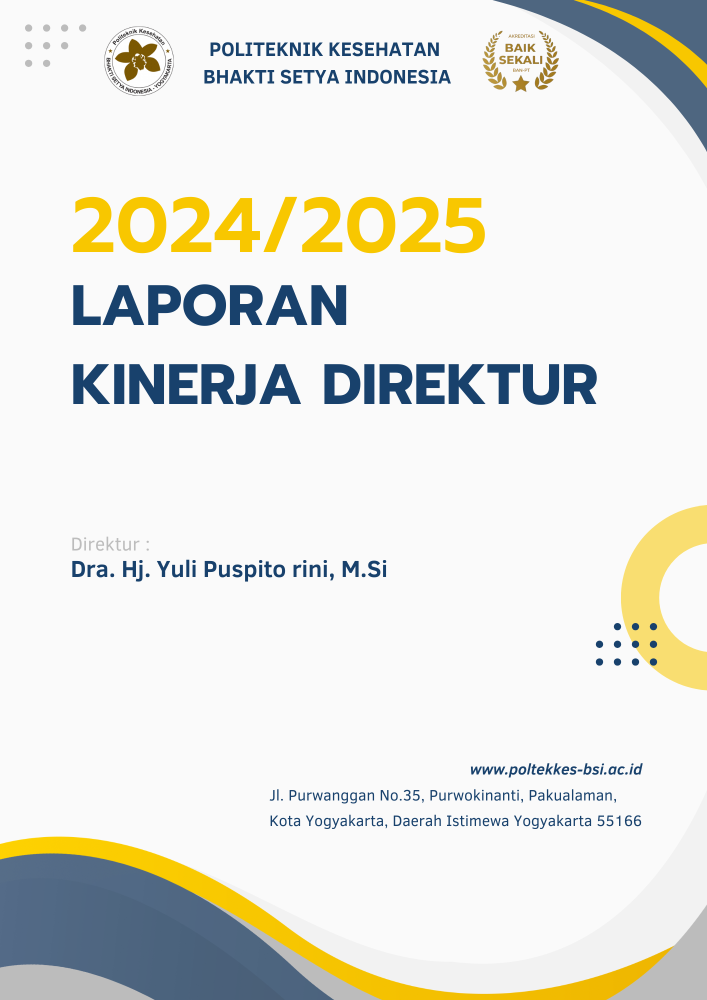 Politeknik Kesehatan
BHAKTI SETYA INDONESIA - YOGYAKARTA
POLITEKNIK KESEHATAN
BHAKTI SETYA INDONESIA
AKREDITASI
BAIK
SEKALI
BAN-PT
2024/2025
LAPORAN
KINERJA DIREKTUR
Direktur :
Dra. Hj. Yuli Puspito rini, M.Si
www.poltekkes-bsi.ac.id
Jl. Purwanggan No.35, Purwokinanti, Pakualaman,
Kota Yogyakarta, Daerah Istimewa Yogyakarta 55166